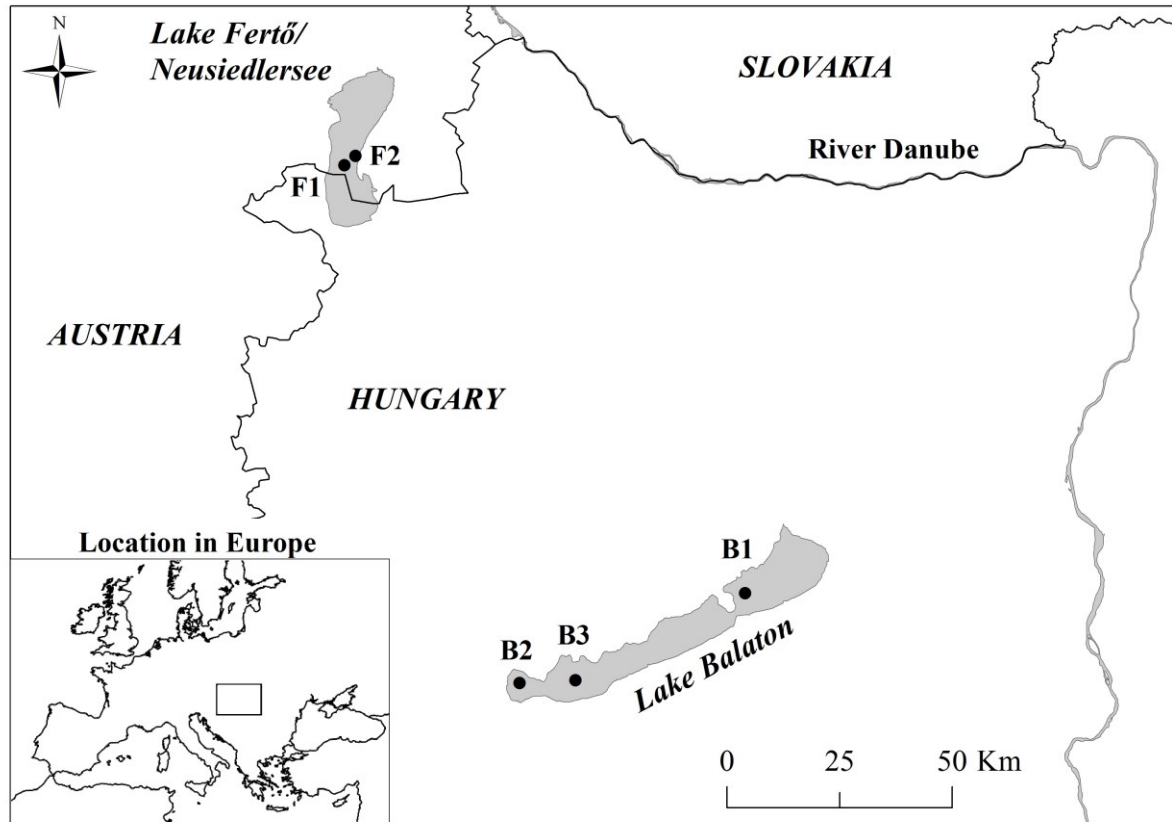 N
Lake Fertő/
Neusiedlersee
SLOVAKIA
F2
River Danube
F1
AUSTRIA
HUNGARY
Location in Europe
B1
B2
B3
Lake Balaton
0
25
50 Km